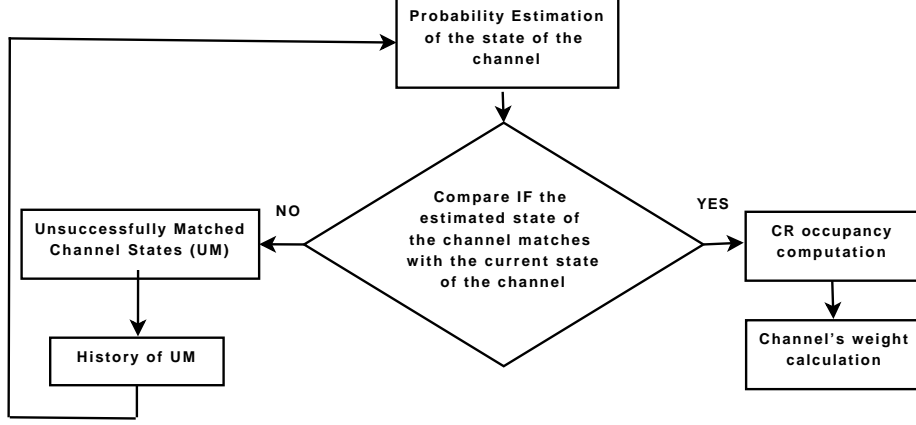 Probability Estimation
of the state of the
channel
Compare IF the
estimated state of
the channel matches
with the current state
of the channel
NO
Unsuccessfully Matched
Channel States (UM)
History of UM
YES
CR occupancy
computation
Channel's weight
calculation